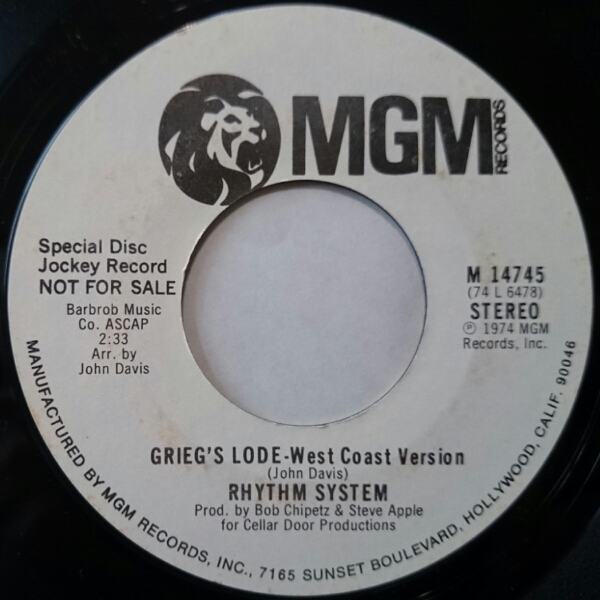 MGM
RECORDS
Special Disc
Jockey Record
NOT FOR SALE
Barbrob Music
Co. ASCAP
2:33
Arr. by
John Davis
M 14745
(74 L 6478)
STEREO
Ⓟ 1974 MGM
Records, Inc.
GRIEG'S LODE-West Coast Version
(John Davis)
RHYTHM SYSTEM
Prod. by Bob Chipetz & Steve Apple
for Cellar Door Productions
MANUFACTURED BY MGM RECORDS, INC., 7165 SUNSET BOULEVARD, HOLLYWOOD, CALIF. 90046